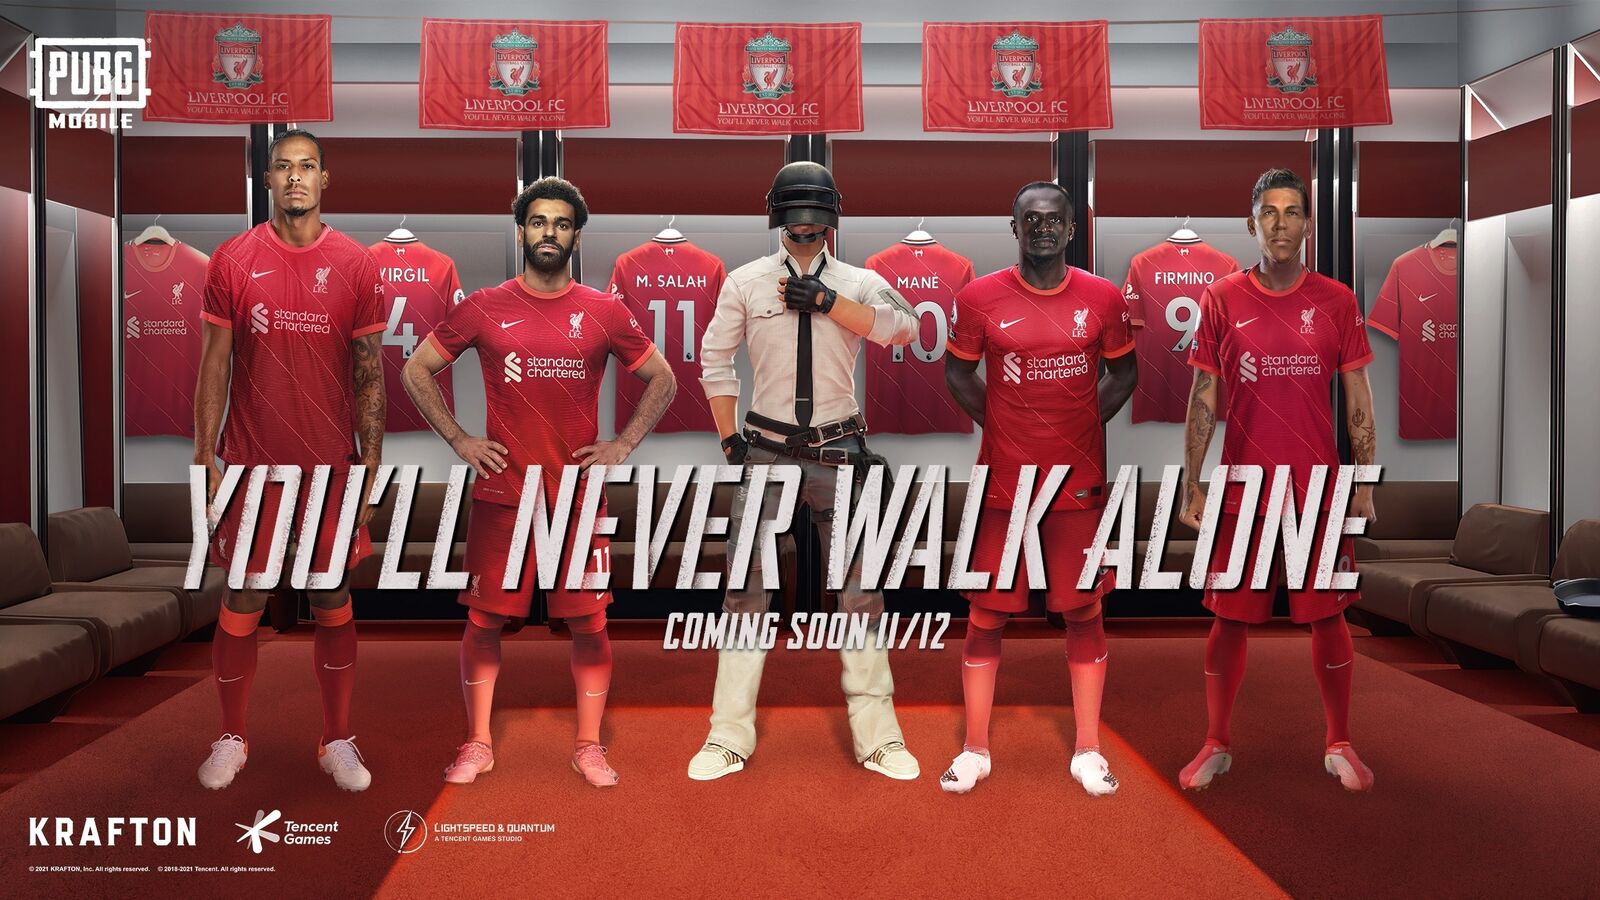 PUBG
MOBILE
LIVERPOOL FC
YOU'LL NEVER WALK ALONE
LIVERPOOL FC
YOU'LL NEVER WALK ALONE
LIVERPOOL FC
YOU'LL NEVER WALK ALONE
LIVERPOOL FC
YOU'LL NEVER WALK ALONE
LIVERPOOL FC
YOU'LL NEVER WALK ALONE
VIRGIL
4
M. SALAH
11
MANÉ
10
FIRMINO
9
L.F.C.
standard
chartered
L.F.C.
standard
chartered
L.F.C.
standard
chartered
L.F.C.
standard
chartered
L.F.C.
standard
chartered
11
YOU'LL NEVER WALK ALONE
COMING SOON 11/12
KRAFTON
Tencent
Games
LIGHTSPEED & QUANTUM
A TENCENT GAMES STUDIO
© 2021 KRAFTON, Inc. All rights reserved. © 2018-2021 Tencent. All rights reserved.